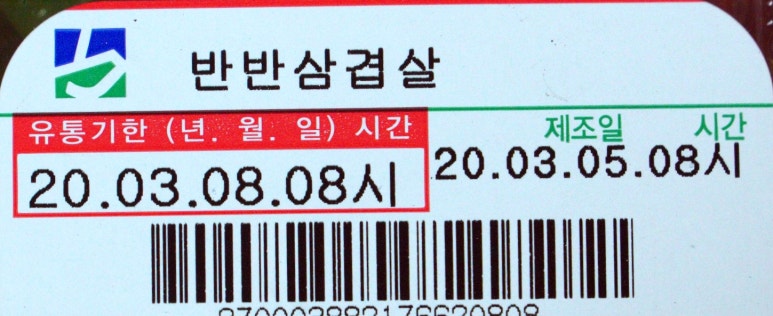 반반삼겹살
유통기한 (년. 월. 일) 시간
제조일 시간
20.03.08.08시
20.03.05.08시